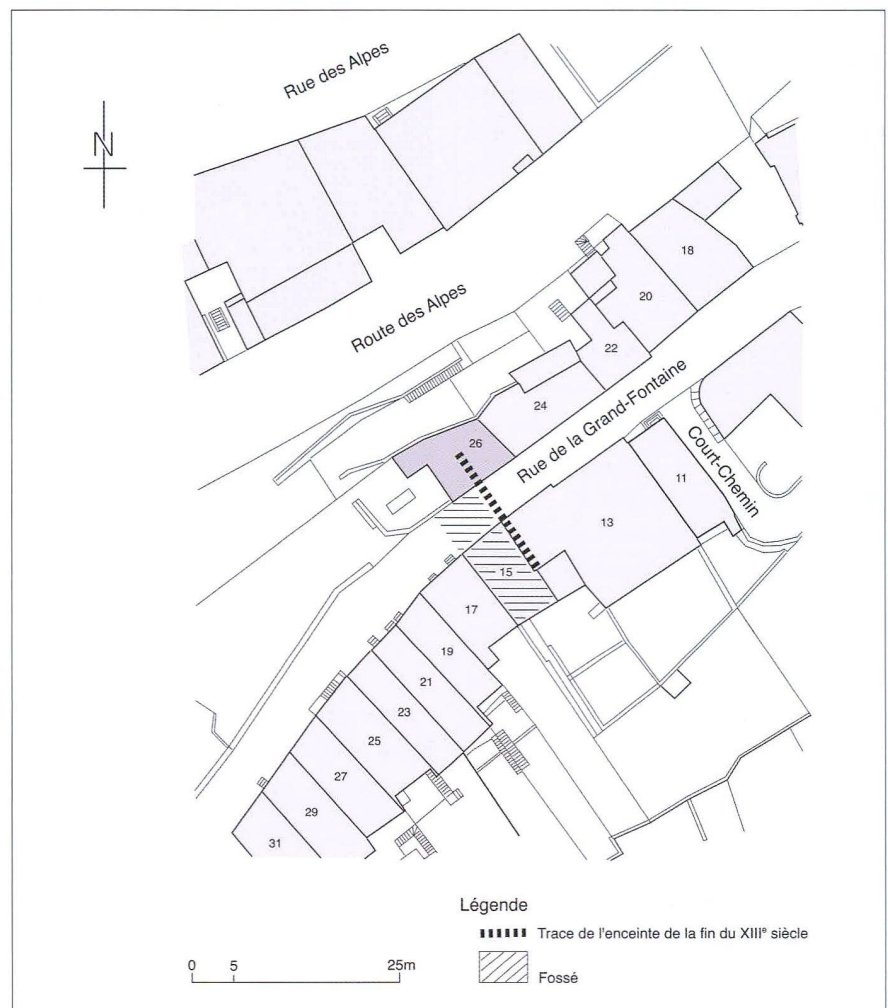 Rue des Alpes
N
Route des Alpes
18
20
22
24
26
Rue de la Grand-Fontaine
Court-Chemin
11
13
15
17
19
21
23
25
27
29
31
Légende
Trace de l'enceinte de la fin du XIIIe siècle
Fossé
0 5 25m